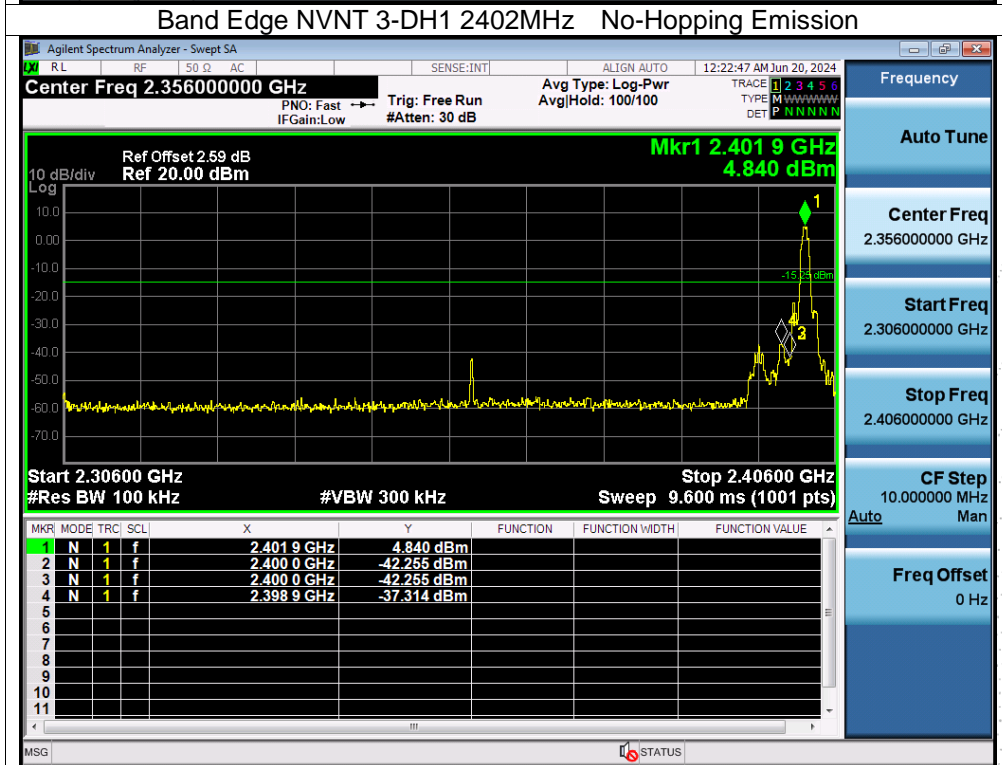 Band Edge NVNT 3-DH1 2402MHz No-Hopping Emission
Agilent Spectrum Analyzer - Swept SA
LXI RL RF 50 Ω AC SENSE:INT ALIGN AUTO 12:22:47 AM Jun 20, 2024
Center Freq 2.356000000 GHz
PNO: Fast
IFGain:Low
Trig: Free Run
#Atten: 30 dB
Avg Type: Log-Pwr
Avg|Hold: 100/100
TRACE 1 2 3 4 5 6
TYPE M WWWWW
DET P N N N N N
Mkr1 2.401 9 GHz
4.840 dBm
Ref Offset 2.59 dB
10 dB/div Ref 20.00 dBm
Log
10.0
0.00
-10.0
-20.0
-30.0
-40.0
-50.0
-60.0
-70.0
1
-15.25 dBm
4
3
Start 2.30600 GHz Stop 2.40600 GHz
#Res BW 100 kHz #VBW 300 kHz Sweep 9.600 ms (1001 pts)
MKR MODE TRC SCL X Y FUNCTION FUNCTION WIDTH FUNCTION VALUE
1 N 1 f 2.401 9 GHz 4.840 dBm
2 N 1 f 2.400 0 GHz -42.255 dBm
3 N 1 f 2.400 0 GHz -42.255 dBm
4 N 1 f 2.398 9 GHz -37.314 dBm
5
6
7
8
9
10
11
MSG STATUS
Frequency
Auto Tune
Center Freq
2.356000000 GHz
Start Freq
2.306000000 GHz
Stop Freq
2.406000000 GHz
CF Step
10.000000 MHz
Auto Man
Freq Offset
0 Hz